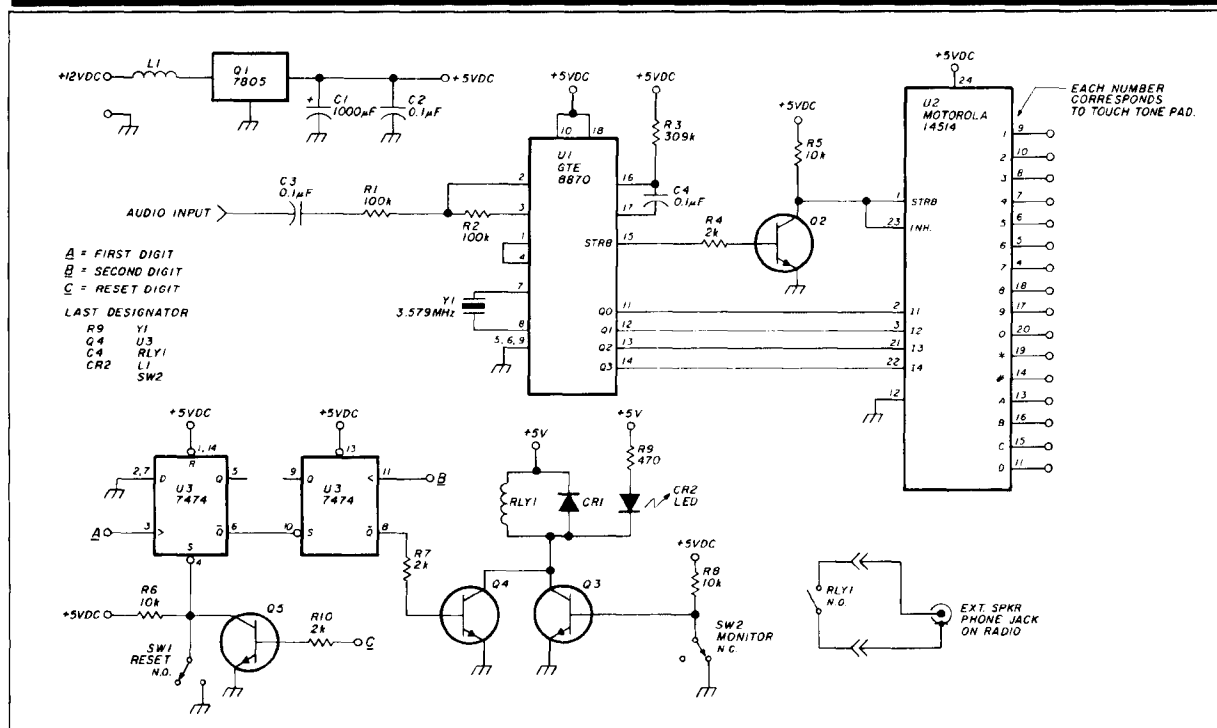 +12VDC
L1
Q1
7805
+5VDC
+
C1
1000µF
C2
0.1µF
AUDIO INPUT
C3
0.1µF
R1
100k
R2
100k
A = FIRST DIGIT
B = SECOND DIGIT
C = RESET DIGIT
LAST DESIGNATOR
R9 Y1
Q4 U3
C4 RLY1
CR2 L1
SW2
Y1
3.579MHz
+5VDC
10 18
U1
GTE
8870
2
3
1
4
7
8
5, 6, 9
16
17
STRB 15
Q0 11
Q1 12
Q2 13
Q3 14
+5VDC
R3
309k
C4
0.1µF
R4
2k
+5VDC
R5
10k
Q2
+5VDC
24
U2
MOTOROLA
14514
EACH NUMBER
CORRESPONDS
TO TOUCH TONE PAD.
1 STRB
23 INH.
2 I1
3 I2
21 I3
22 I4
12
1 9
2 10
3 8
4 7
5 6
6 5
7 4
8 18
9 17
0 20
* 19
# 14
A 13
B 16
C 15
D 11
+5VDC
1, 14
R
2, 7 D Q 5
U3
7474
A 3 > Q̅ 6
S
4
+5VDC
13
9 Q < 11 B
U3
7474
10 S Q̅ 8
R6
10k
+5VDC
SW1
RESET
N.O.
Q5
R10
2k
C
R7
2k
Q4
Q3
+5V
RLY1
CR1
+5V
R9
470
CR2
LED
+5VDC
R8
10k
SW2
MONITOR
N.C.
RLY1
N.O.
EXT. SPKR
PHONE JACK
ON RADIO